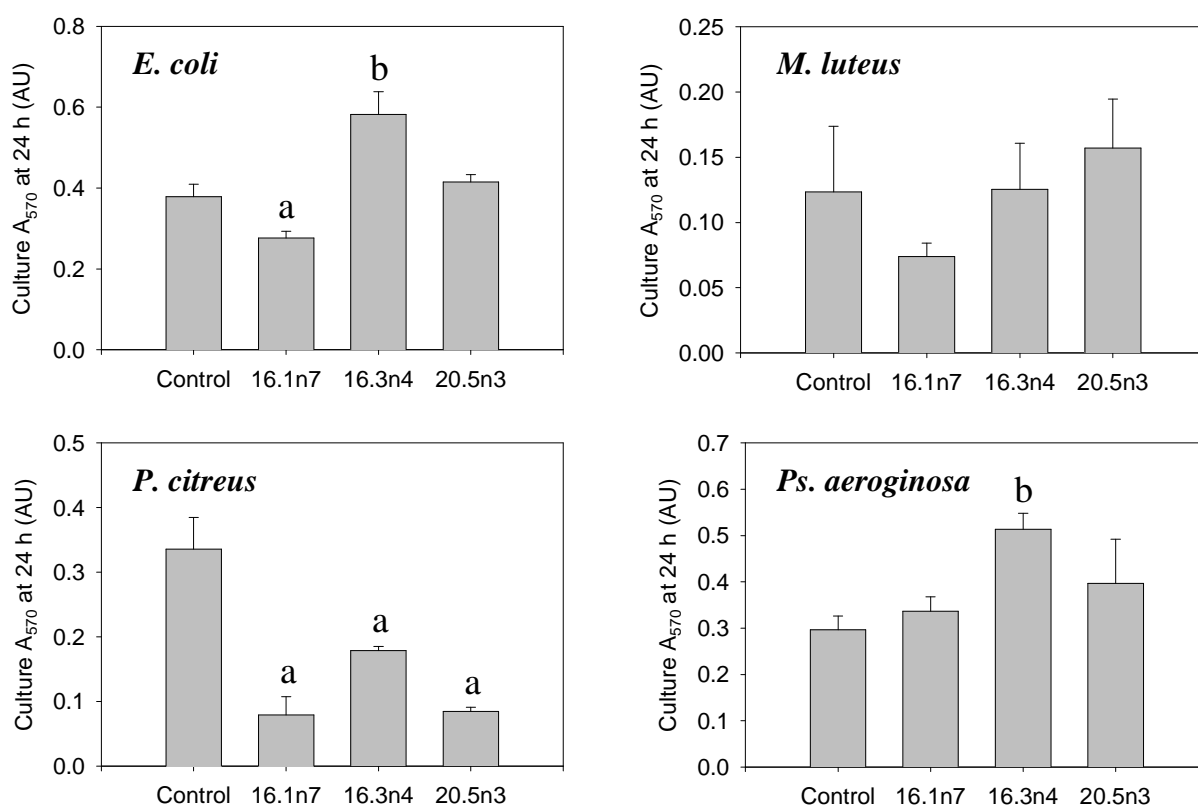 E. coli
Culture A570 at 24 h (AU)
0.8
0.6
0.4
0.2
0.0
a
b
Control 16.1n7 16.3n4 20.5n3
M. luteus
Culture A570 at 24 h (AU)
0.25
0.20
0.15
0.10
0.05
0.00
Control 16.1n7 16.3n4 20.5n3
P. citreus
Culture A570 at 24 h (AU)
0.5
0.4
0.3
0.2
0.1
0.0
a
a
a
Control 16.1n7 16.3n4 20.5n3
Ps. aeroginosa
Culture A570 at 24 h (AU)
0.7
0.6
0.5
0.4
0.3
0.2
0.1
0.0
b
Control 16.1n7 16.3n4 20.5n3